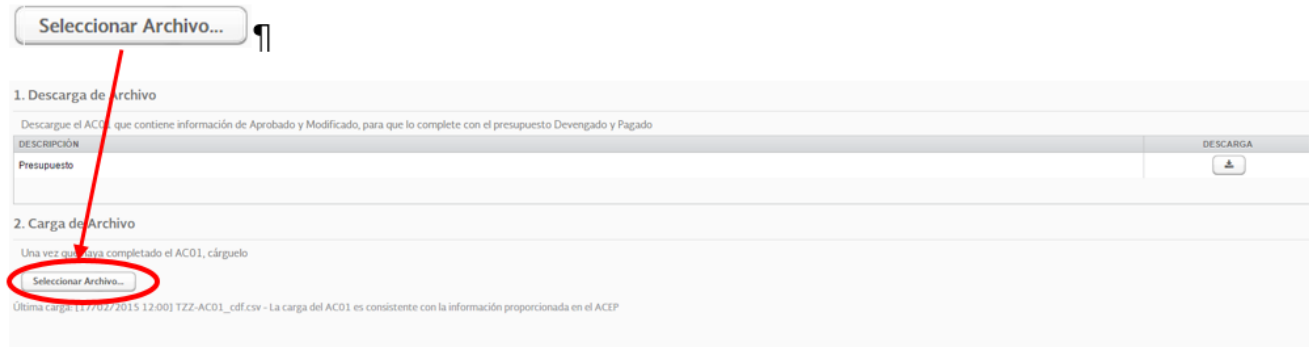 Seleccionar Archivo... ¶
1. Descarga de Archivo
Descargue el AC01 que contiene información de Aprobado y Modificado, para que lo complete con el presupuesto Devengado y Pagado
DESCRIPCIÓN DESCARGA
Presupuesto
2. Carga de Archivo
Una vez que haya completado el AC01, cárguelo
Seleccionar Archivo...
Última carga: [17/02/2015 12:00] TZZ-AC01_cdf.csv - La carga del AC01 es consistente con la información proporcionada en el ACEP